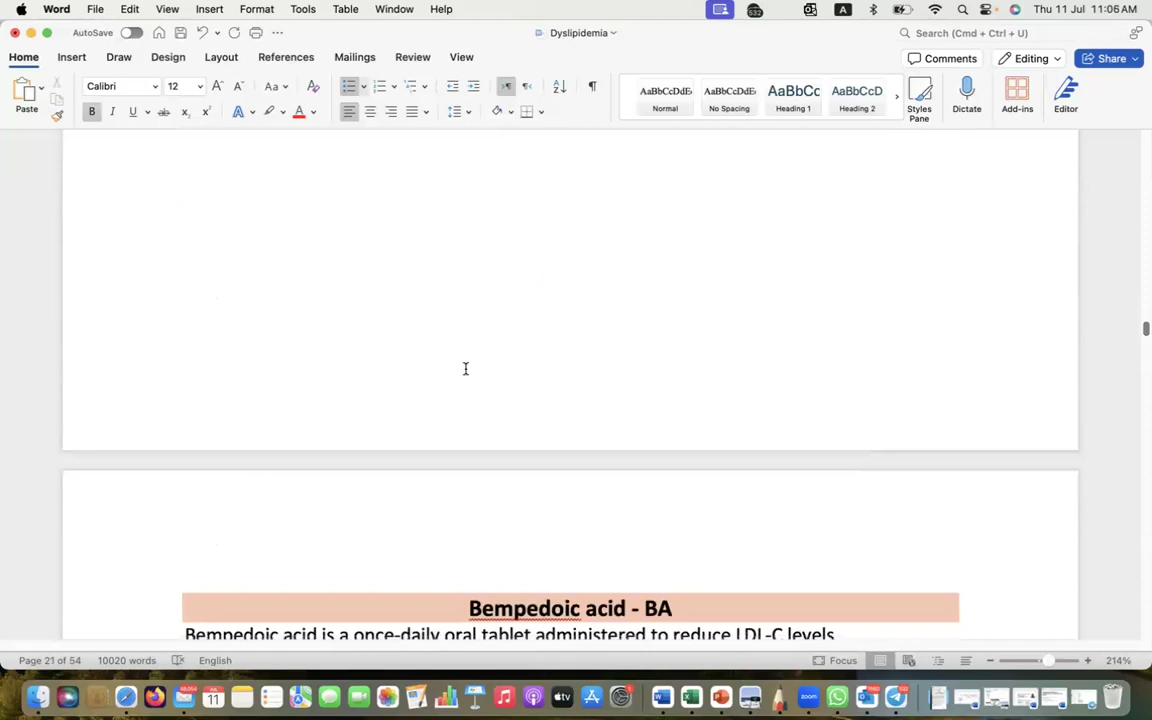 Word File Edit View Insert Format Tools Table Window Help Thu 11 Jul 11:06 AM
AutoSave Dyslipidemia Search (Cmd + Ctrl + U)
Home Insert Draw Design Layout References Mailings Review View Comments Editing Share
Paste Calibri 12 Aa AaBbCcDdE AaBbCcDdE AaBbCc AaBbCcD
Normal No Spacing Heading 1 Heading 2 Styles Pane Dictate Add-ins Editor
B I U ab x₂ x² A A
Bempedoic acid - BA
Bempedoic acid is a once-daily oral tablet administered to reduce LDL-C levels
Page 21 of 54 10020 words English Focus 214%